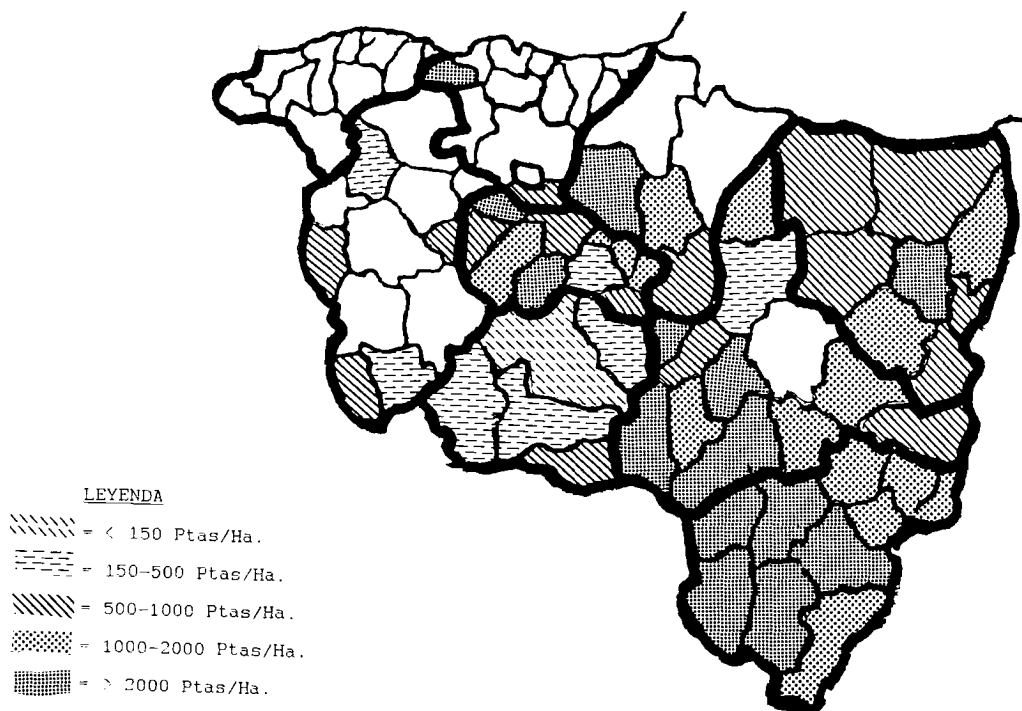 LEYENDA
= < 150 Ptas/Ha.
= 150-500 Ptas/Ha.
= 500-1000 Ptas/Ha.
= 1000-2000 Ptas/Ha.
= > 2000 Ptas/Ha.